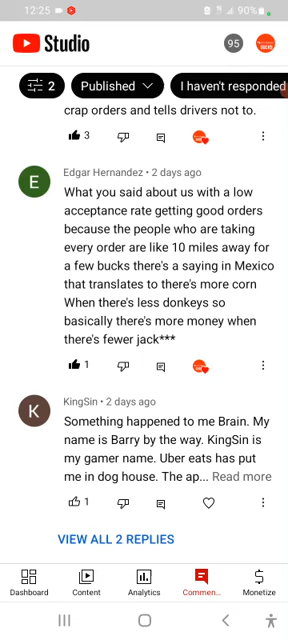 12:25
90%
Studio
95
2
Published
I haven't responded
crap orders and tells drivers not to.
3
E
Edgar Hernandez • 2 days ago
What you said about us with a low
acceptance rate getting good orders
because the people who are taking
every order are like 10 miles away for
a few bucks there's a saying in Mexico
that translates to there's more corn
When there's less donkeys so
basically there's more money when
there's fewer jack***
1
K
KingSin • 2 days ago
Something happened to me Brain. My
name is Barry by the way. KingSin is
my gamer name. Uber eats has put
me in dog house. The ap... Read more
1
VIEW ALL 2 REPLIES
Dashboard
Content
Analytics
Commen...
Monetize